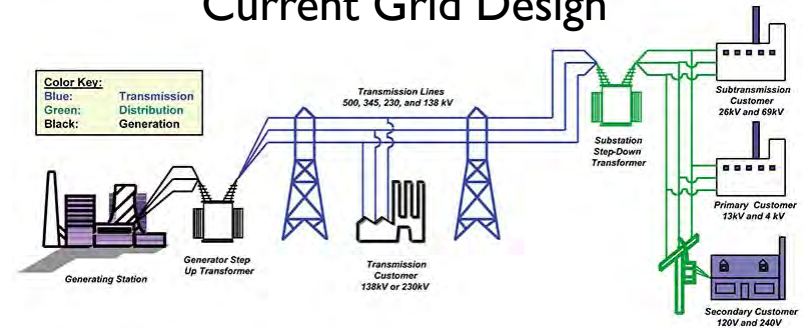 Current Grid Design
Color Key:
Blue: Transmission
Green: Distribution
Black: Generation
Transmission Lines
500, 345, 230, and 138 kV
Substation
Step-Down
Transformer
Subtransmission
Customer
26kV and 69kV
Primary Customer
13kV and 4 kV
Secondary Customer
120V and 240V
Generating Station
Generator Step
Up Transformer
Transmission
Customer
138kV or 230kV